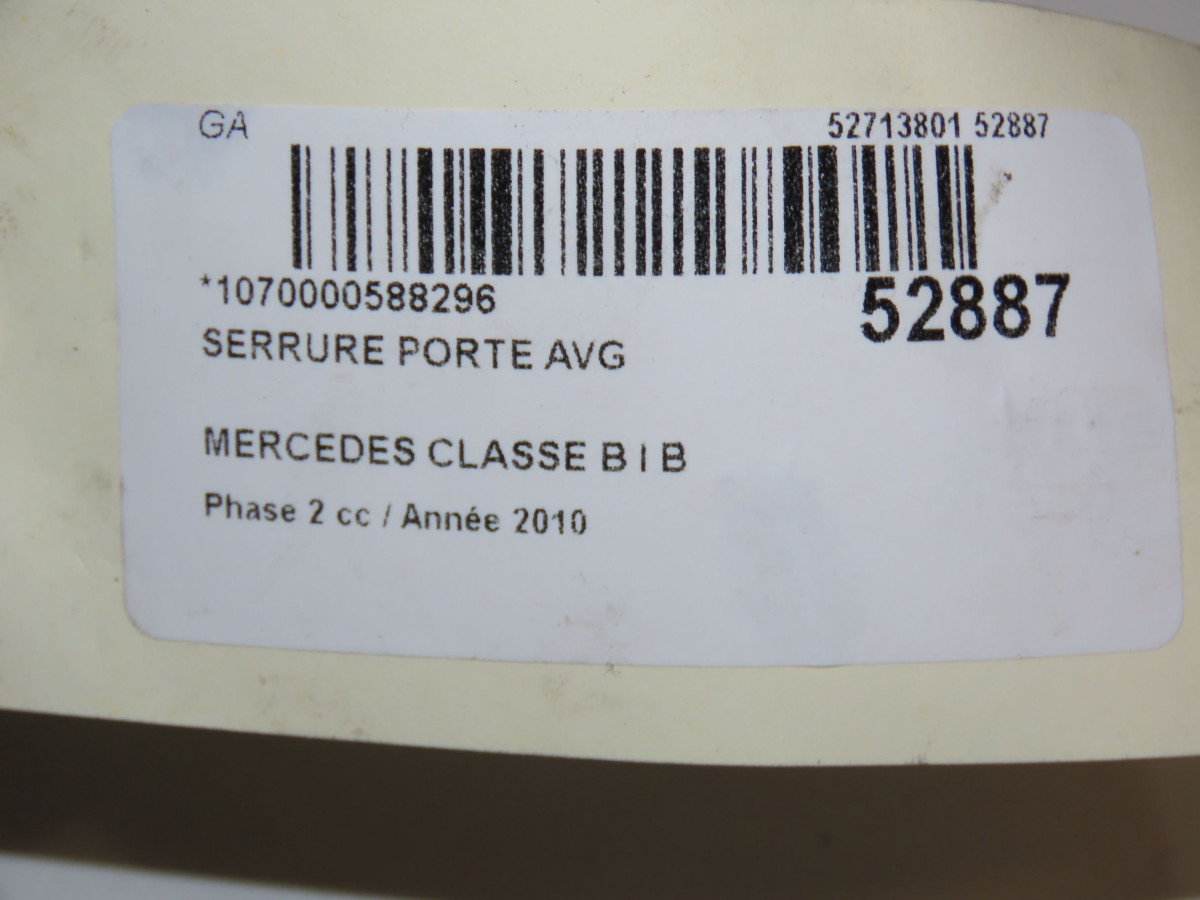 GA 52713801 52887
*1070000588296 52887
SERRURE PORTE AVG
MERCEDES CLASSE B I B
Phase 2 cc / Année 2010